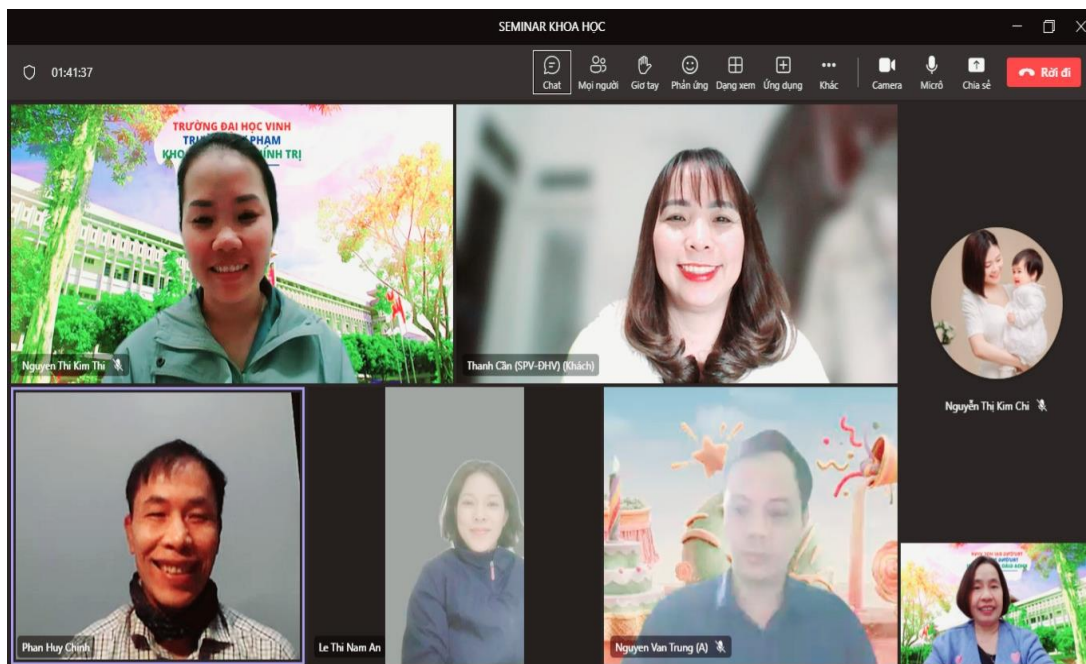 SEMINAR KHOA HỌC
01:41:37
Chat
Mọi người
Giơ tay
Phản ứng
Dạng xem
Ứng dụng
Khác
Camera
Micrô
Chia sẻ
Rời đi
TRƯỜNG ĐẠI HỌC VINH
PHẠM
CHÍNH TRỊ
Nguyen Thi Kim Thi
Thanh Cần (SPV-ĐHV) (Khách)
Nguyễn Thị Kim Chi
Phan Huy Chinh
Le Thi Nam An
Nguyen Van Trung (A)